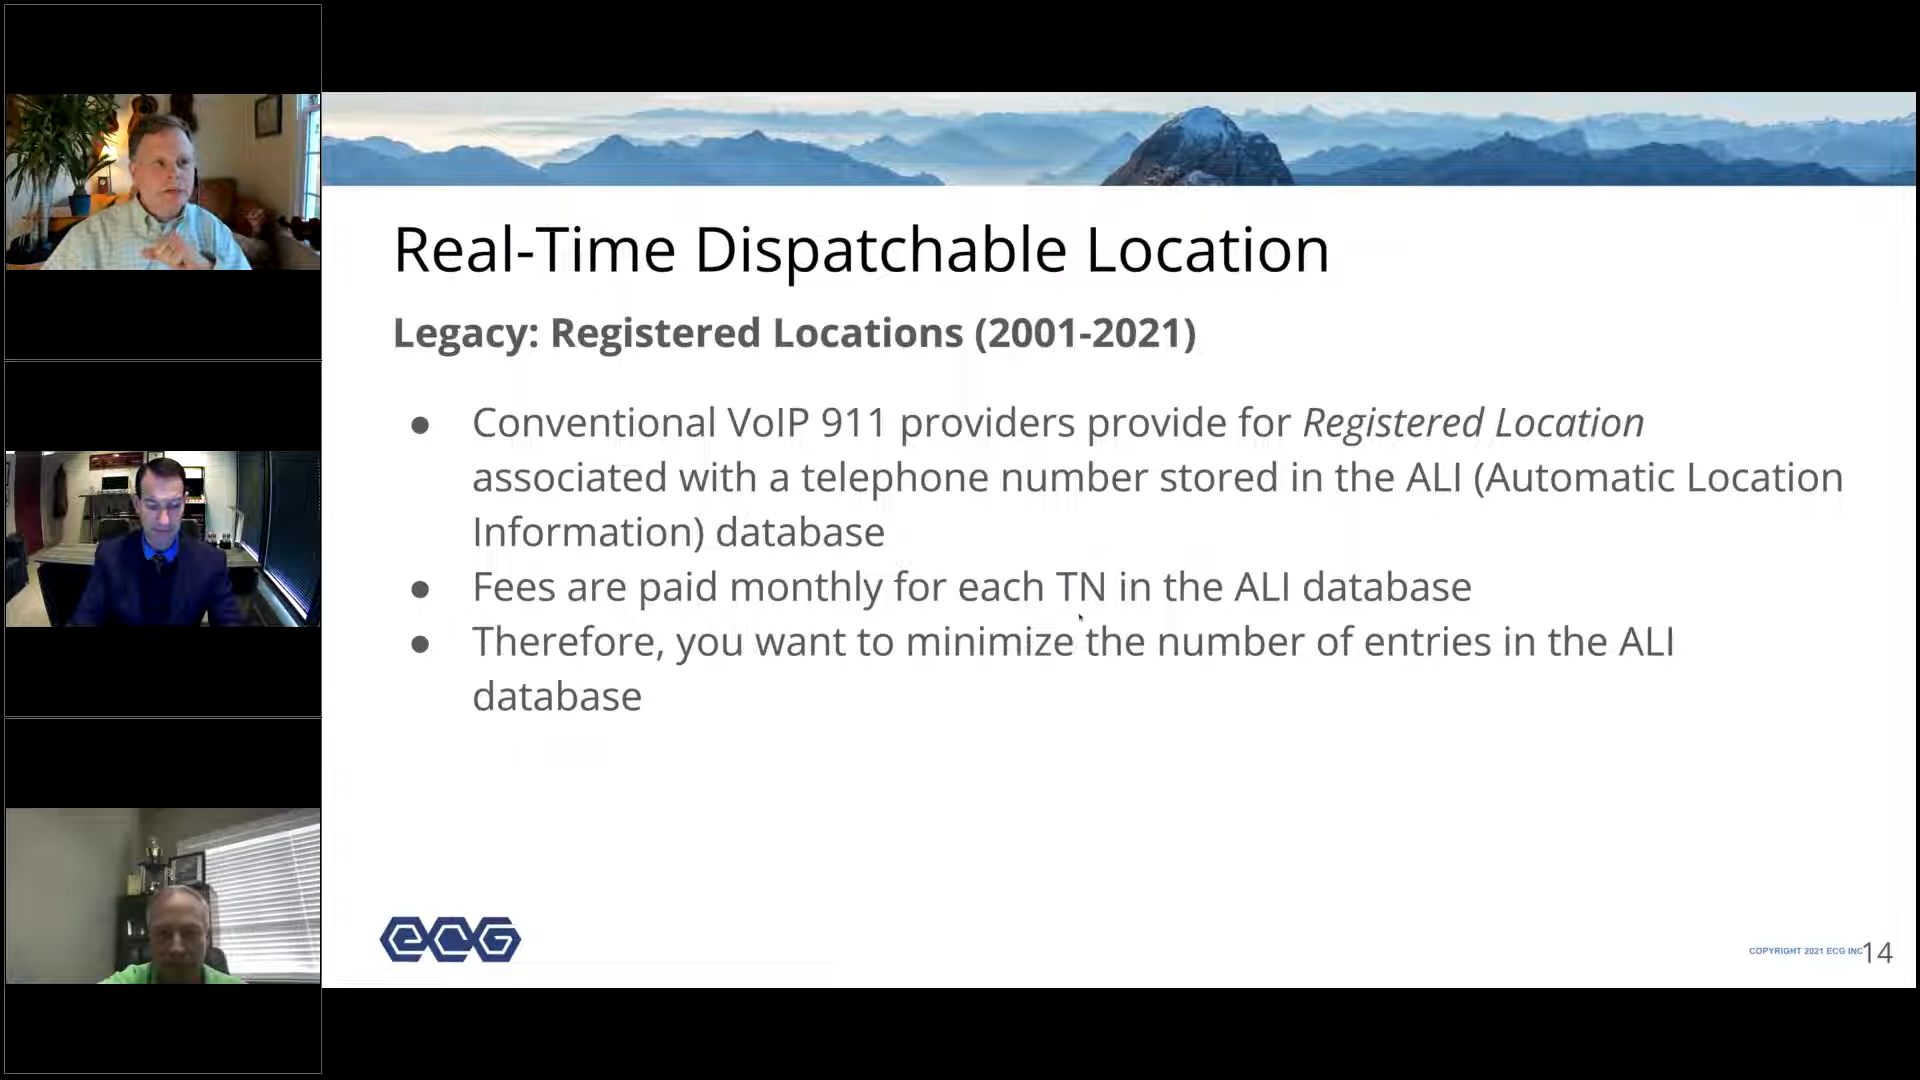 Real-Time Dispatchable Location
Legacy: Registered Locations (2001-2021)
● Conventional VoIP 911 providers provide for Registered Location
associated with a telephone number stored in the ALI (Automatic Location
Information) database
● Fees are paid monthly for each TN in the ALI database
● Therefore, you want to minimize the number of entries in the ALI
database
ecg
COPYRIGHT 2021 ECG INC
14